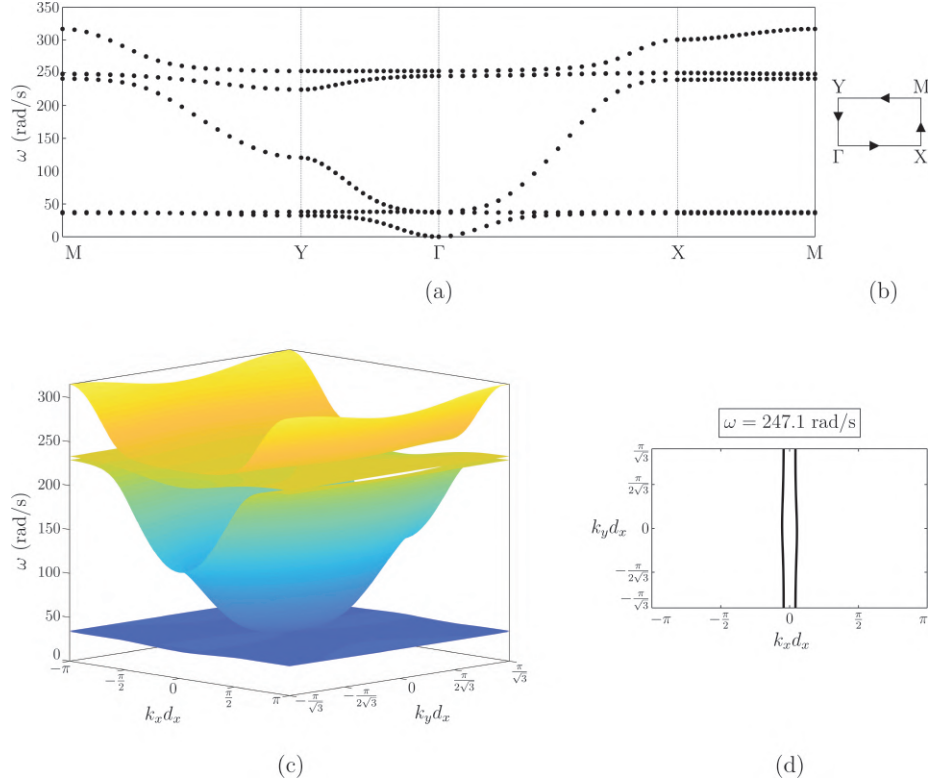 350
300
250
200
150
100
50
0
ω (rad/s)
M
Y
Γ
X
M
(a)
Y
M
Γ
X
(b)
300
250
200
150
100
50
0
ω (rad/s)
−π
−π/2
0
π/2
π
k_x d_x
−π/√3
−π/2√3
0
π/2√3
π/√3
k_y d_x
(c)
ω = 247.1 rad/s
π/√3
π/2√3
0
−π/2√3
−π/√3
k_y d_x
−π
−π/2
0
π/2
π
k_x d_x
(d)